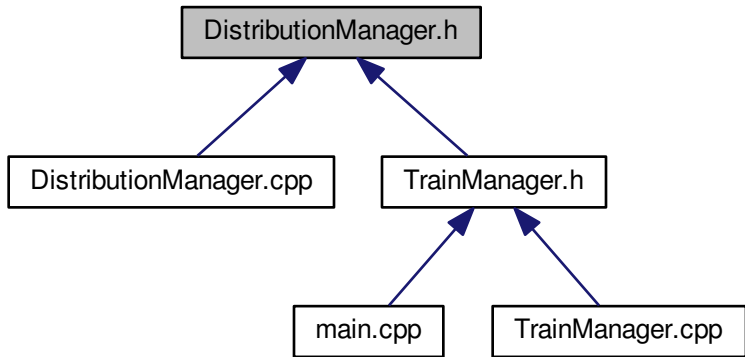 DistributionManager.h
DistributionManager.cpp
TrainManager.h
main.cpp
TrainManager.cpp